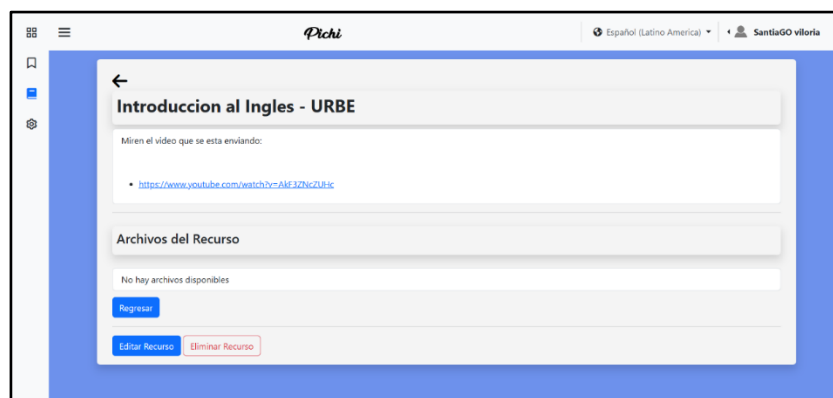 Pichi
Español (Latino America)
SantiaGO viloria
Introduccion al Ingles - URBE
Miren el video que se esta enviando:
https://www.youtube.com/watch?v=AkF3ZNcZUHc
Archivos del Recurso
No hay archivos disponibles
Regresar
Editar Recurso
Eliminar Recurso